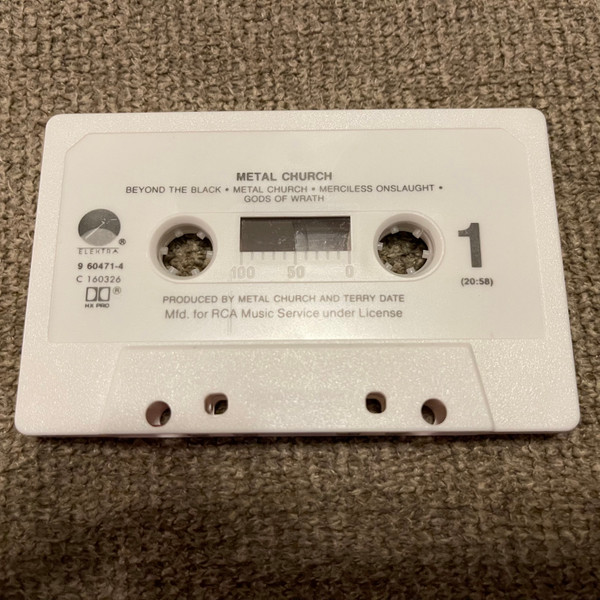 METAL CHURCH
BEYOND THE BLACK • METAL CHURCH • MERCILESS ONSLAUGHT •
GODS OF WRATH
ELEKTRA ®
9 60471-4
C 160326
®
HX PRO
100 50 0
1
(20:58)
PRODUCED BY METAL CHURCH AND TERRY DATE
Mfd. for RCA Music Service under License